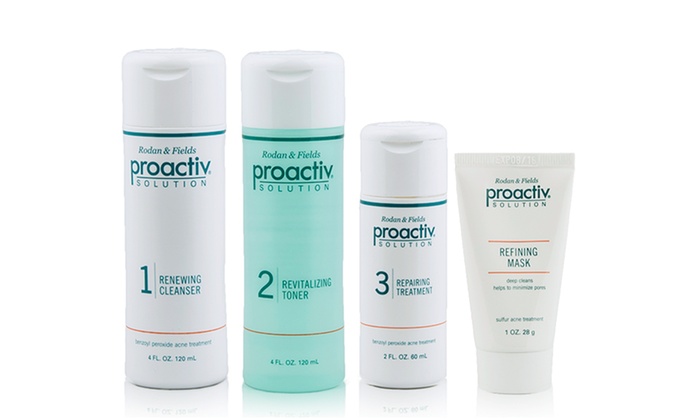 Rodan & Fields
proactiv.
SOLUTION
1 RENEWING
CLEANSER
benzoyl peroxide acne treatment
4 FL. OZ. 120 mL
Rodan & Fields
proactiv.
SOLUTION
2 REVITALIZING
TONER
4 FL. OZ. 120 mL
Rodan & Fields
proactiv.
SOLUTION
3 REPAIRING
TREATMENT
benzoyl peroxide acne treatment
2 FL. OZ. 60 mL
Rodan & Fields
proactiv.
SOLUTION
REFINING
MASK
deep cleans
helps to minimize pores
sulfur acne treatment
1 OZ. 28 g